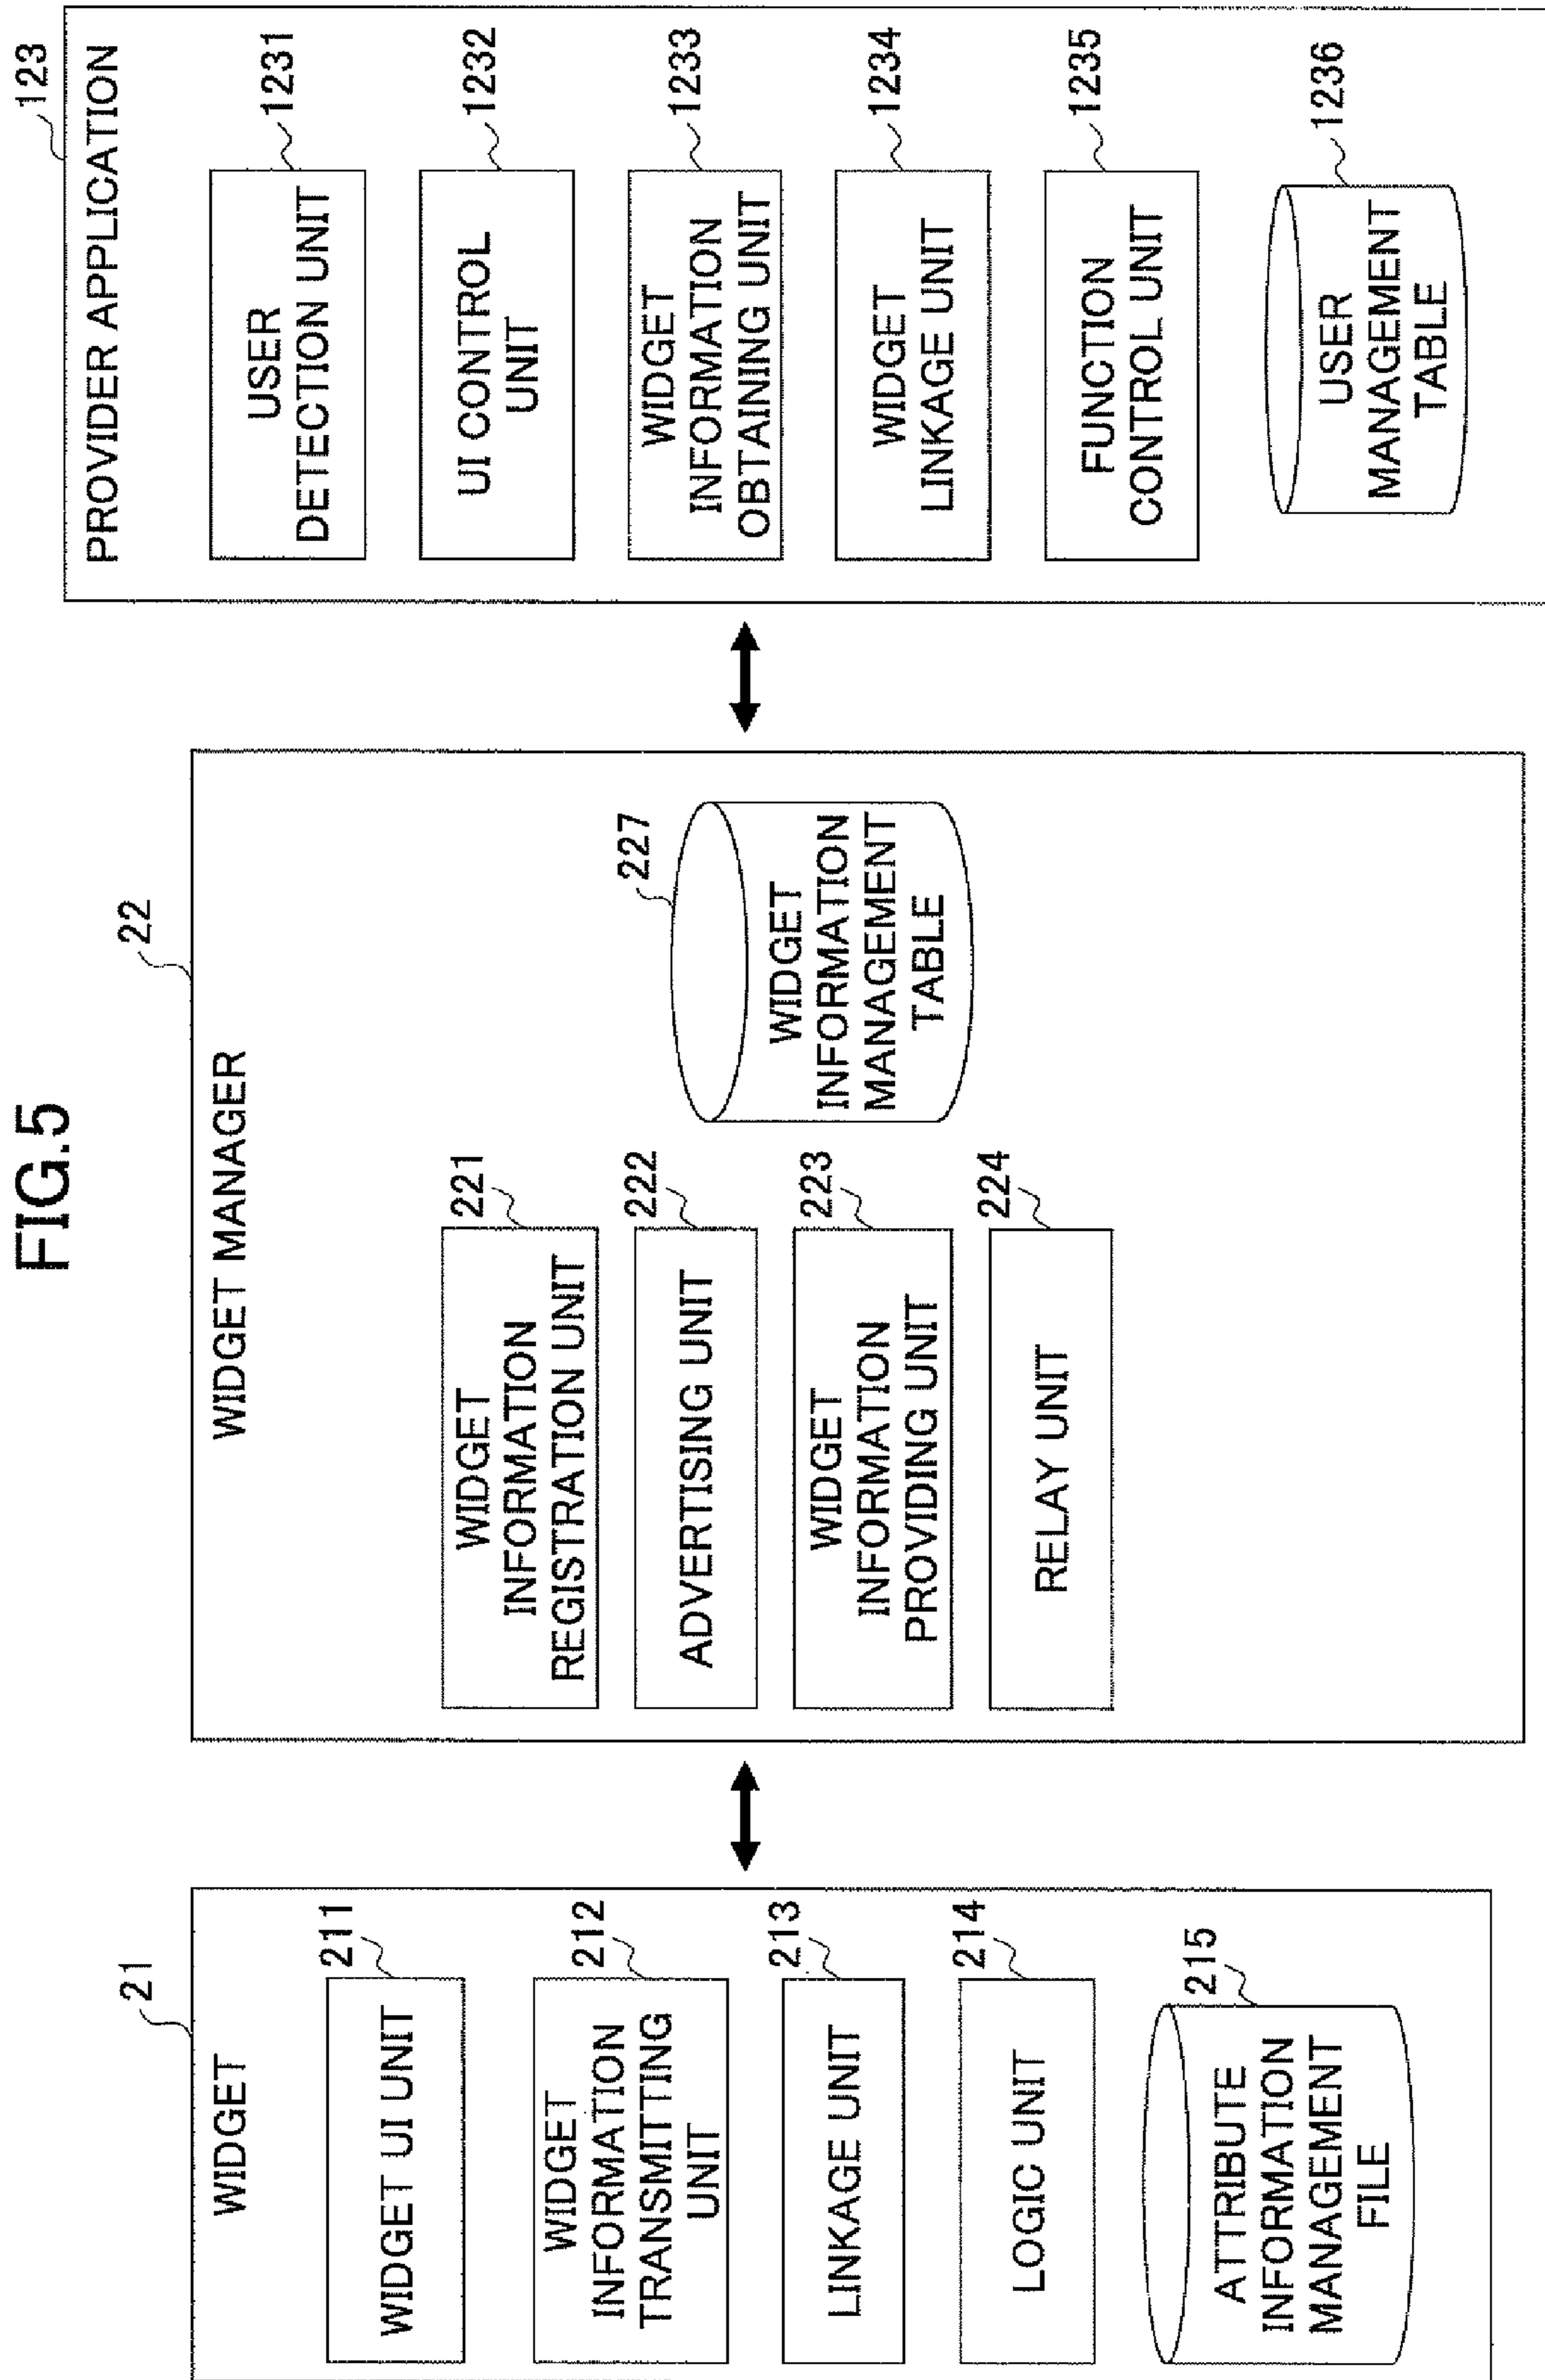 FIG.5
21
WIDGET
211
WIDGET UI UNIT
212
WIDGET
INFORMATION
TRANSMITTING
UNIT
213
LINKAGE UNIT
214
LOGIC UNIT
215
ATTRIBUTE
INFORMATION
MANAGEMENT
FILE
22
WIDGET MANAGER
221
WIDGET
INFORMATION
REGISTRATION UNIT
222
ADVERTISING UNIT
223
WIDGET
INFORMATION
PROVIDING UNIT
224
RELAY UNIT
227
WIDGET
INFORMATION
MANAGEMENT
TABLE
123
PROVIDER APPLICATION
1231
USER
DETECTION UNIT
1232
UI CONTROL
UNIT
1233
WIDGET
INFORMATION
OBTAINING UNIT
1234
WIDGET
LINKAGE UNIT
1235
FUNCTION
CONTROL UNIT
1236
USER
MANAGEMENT
TABLE